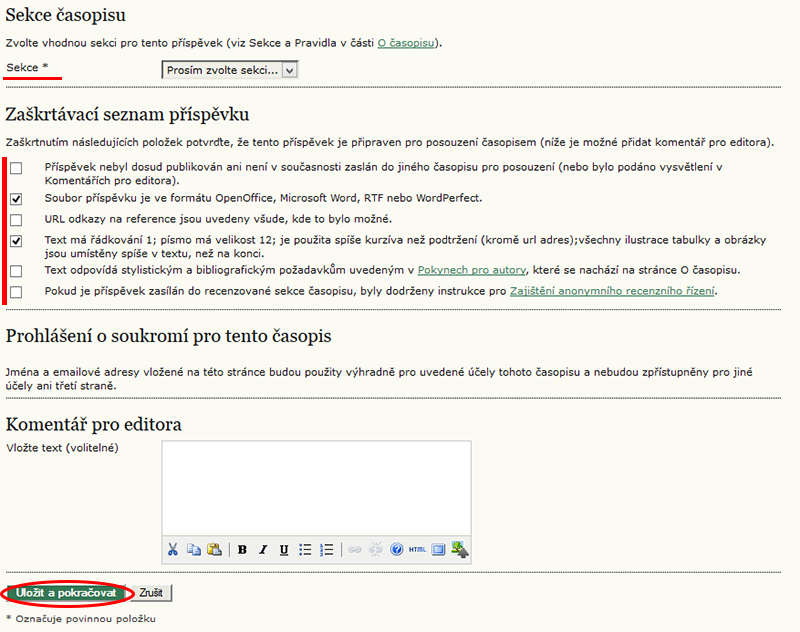 Sekce časopisu
Zvolte vhodnou sekci pro tento příspěvek (viz Sekce a Pravidla v části O časopisu).
Sekce *
Prosím zvolte sekci...
Zaškrtávací seznam příspěvku
Zaškrtnutím následujících položek potvrďte, že tento příspěvek je připraven pro posouzení časopisem (níže je možné přidat komentář pro editora).
Příspěvek nebyl dosud publikován ani není v současnosti zaslán do jiného časopisu pro posouzení (nebo bylo podáno vysvětlení v
Komentářích pro editora).
Soubor příspěvku je ve formátu OpenOffice, Microsoft Word, RTF nebo WordPerfect.
URL odkazy na reference jsou uvedeny všude, kde to bylo možné.
Text má řádkování 1; písmo má velikost 12; je použita spíše kurzíva než podtržení (kromě url adres);všechny ilustrace tabulky a obrázky
jsou umístěny spíše v textu, než na konci.
Text odpovídá stylistickým a bibliografickým požadavkům uvedeným v Pokynech pro autory, které se nachází na stránce O časopisu.
Pokud je příspěvek zasílán do recenzované sekce časopisu, byly dodrženy instrukce pro Zajištění anonymního recenzního řízení.
Prohlášení o soukromí pro tento časopis
Jména a emailové adresy vložené na této stránce budou použity výhradně pro uvedené účely tohoto časopisu a nebudou zpřístupněny pro jiné
účely ani třetí straně.
Komentář pro editora
Vložte text (volitelné)
B I U HTML
Uložit a pokračovat Zrušit
* Označuje povinnou položku